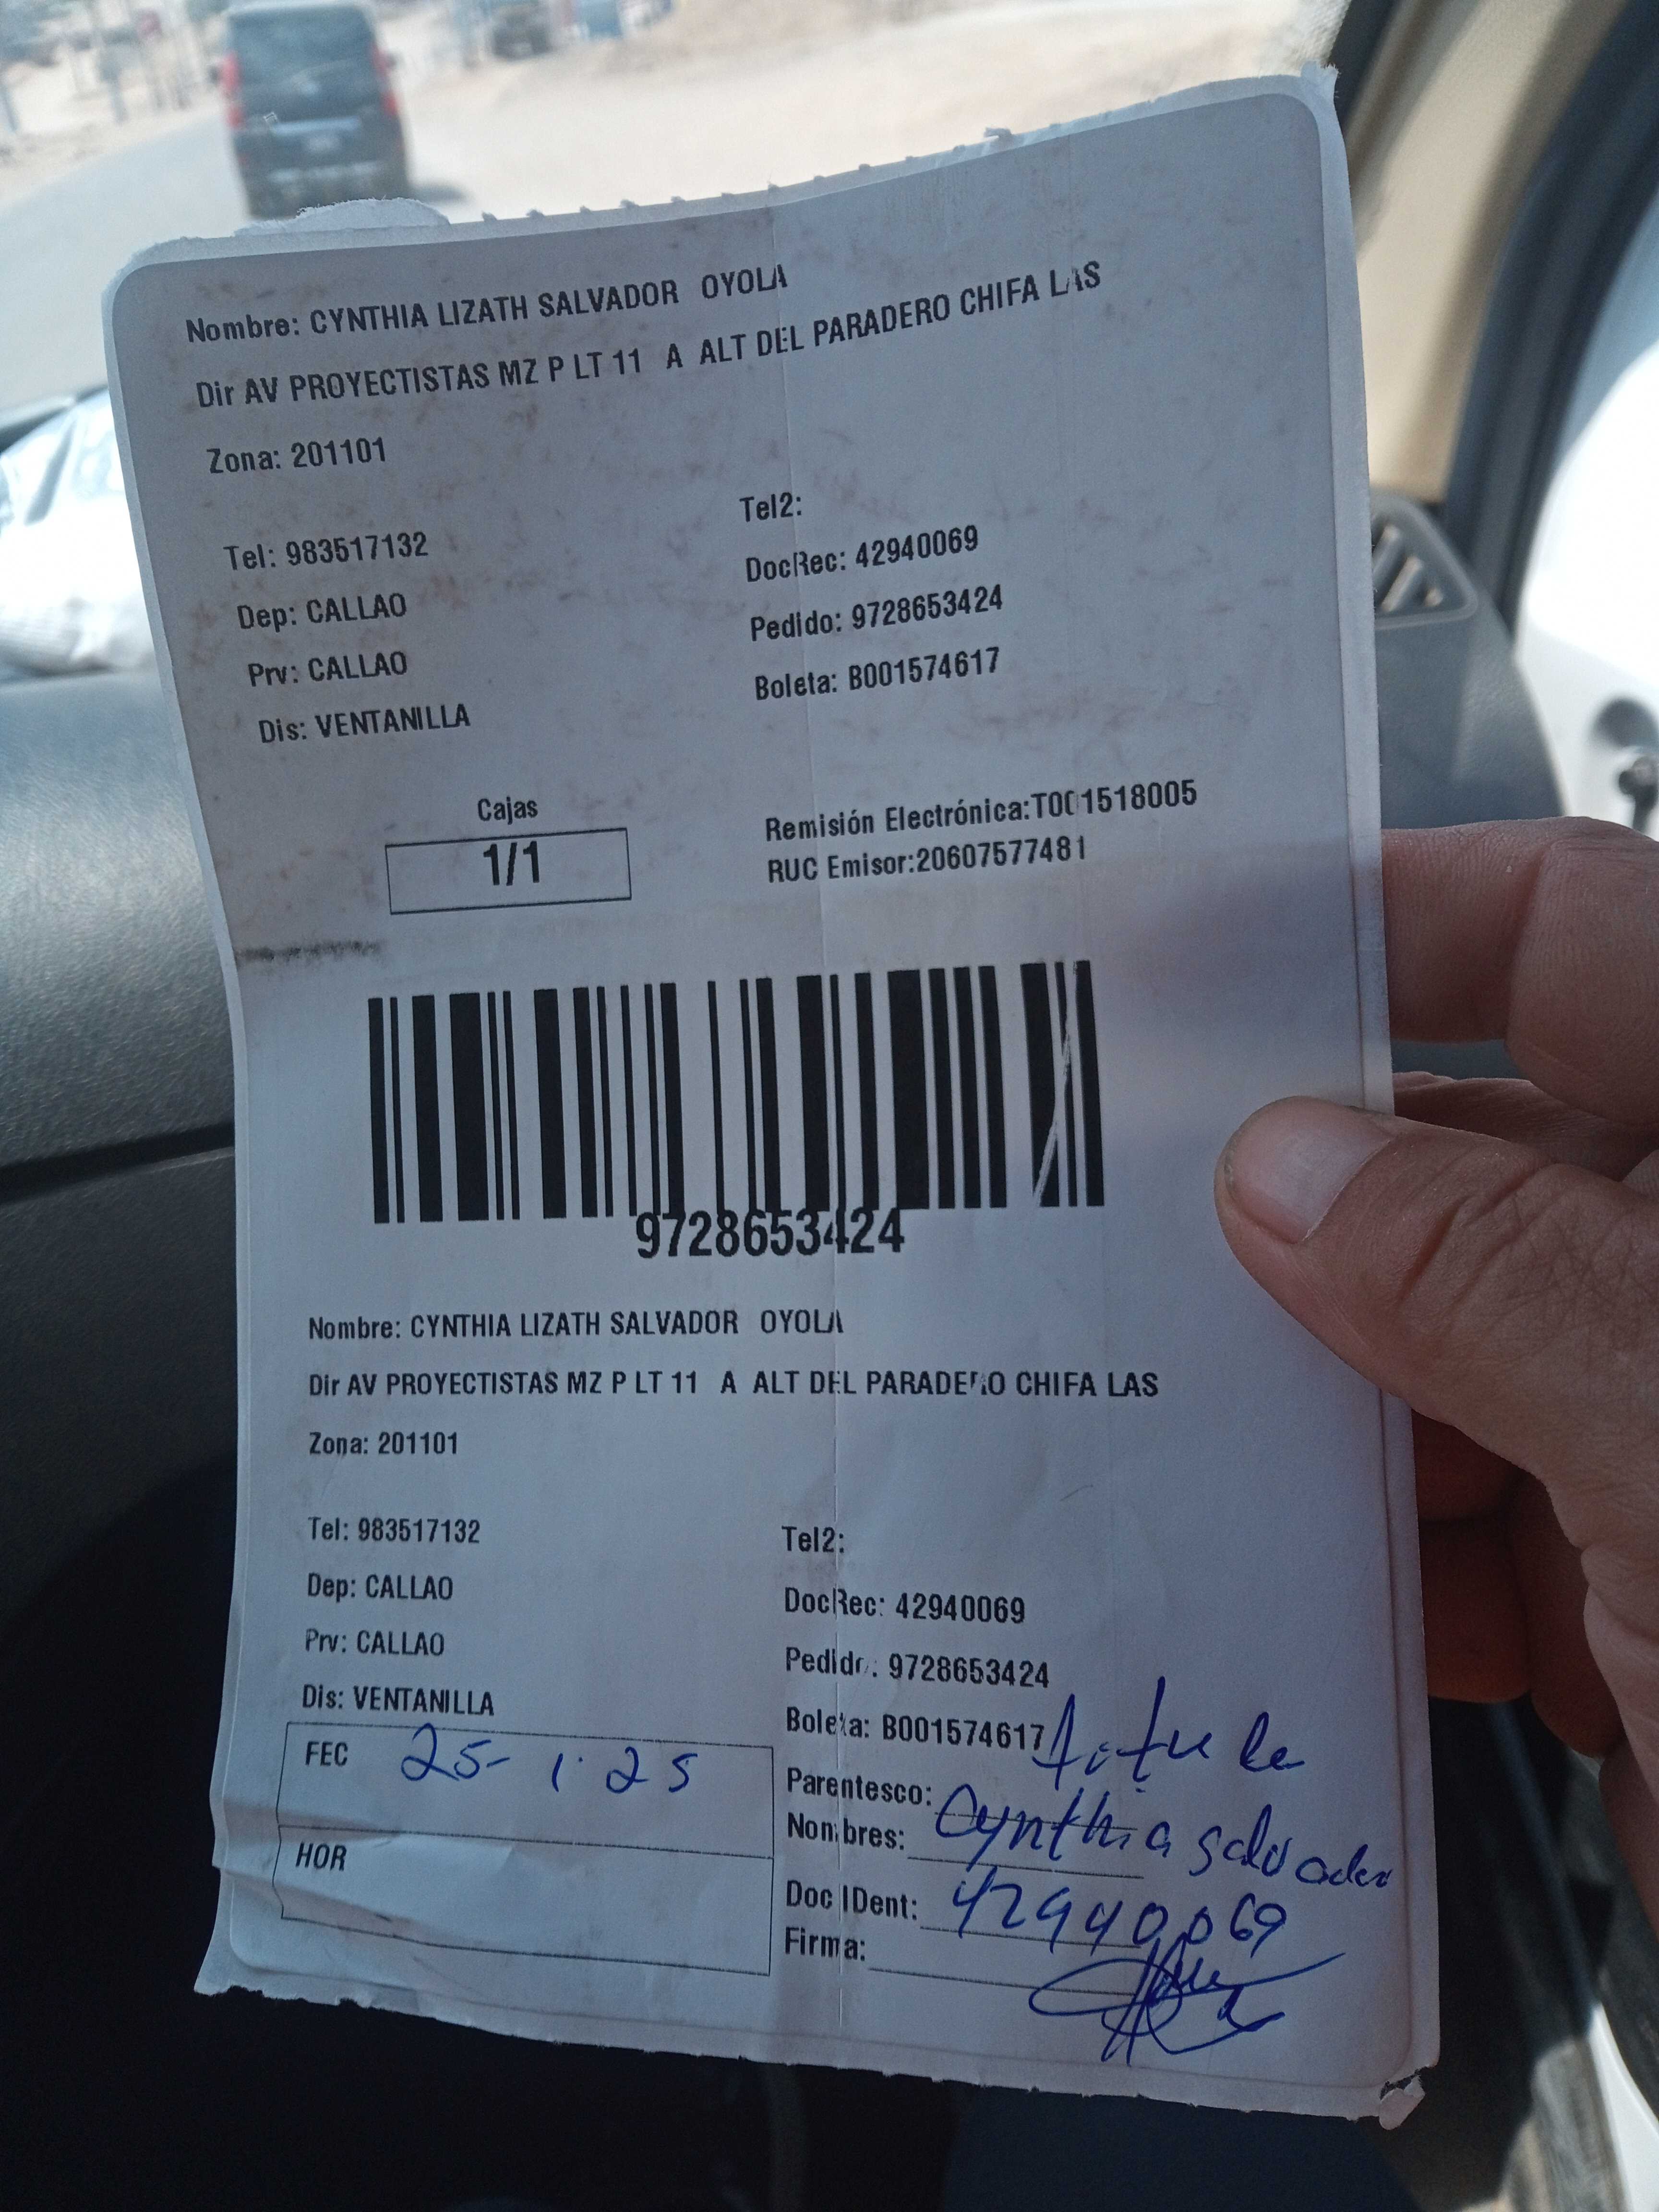 Nombre: CYNTHIA LIZATH SALVADOR OYOLA
Dir AV PROYECTISTAS MZ P LT 11 A ALT DEL PARADERO CHIFA LAS
Zona: 201101
Tel: 983517132
Tel2:
Dep: CALLAO
DocRec: 42940069
Prv: CALLAO
Pedido: 9728653424
Dis: VENTANILLA
Boleta: B001574617
Cajas
1/1
Remisión Electrónica:T001518005
RUC Emisor:20607577481
9728653424
Nombre: CYNTHIA LIZATH SALVADOR OYOLA
Dir AV PROYECTISTAS MZ P LT 11 A ALT DEL PARADERO CHIFA LAS
Zona: 201101
Tel: 983517132
Tel2:
Dep: CALLAO
DocRec: 42940069
Prv: CALLAO
Pedido: 9728653424
Dis: VENTANILLA
Boleta: B001574617
FEC 25-1-25
Parentesco:
Nombres: Cynthia Salvador
HOR
Doc IDent: 42940069
Firma: